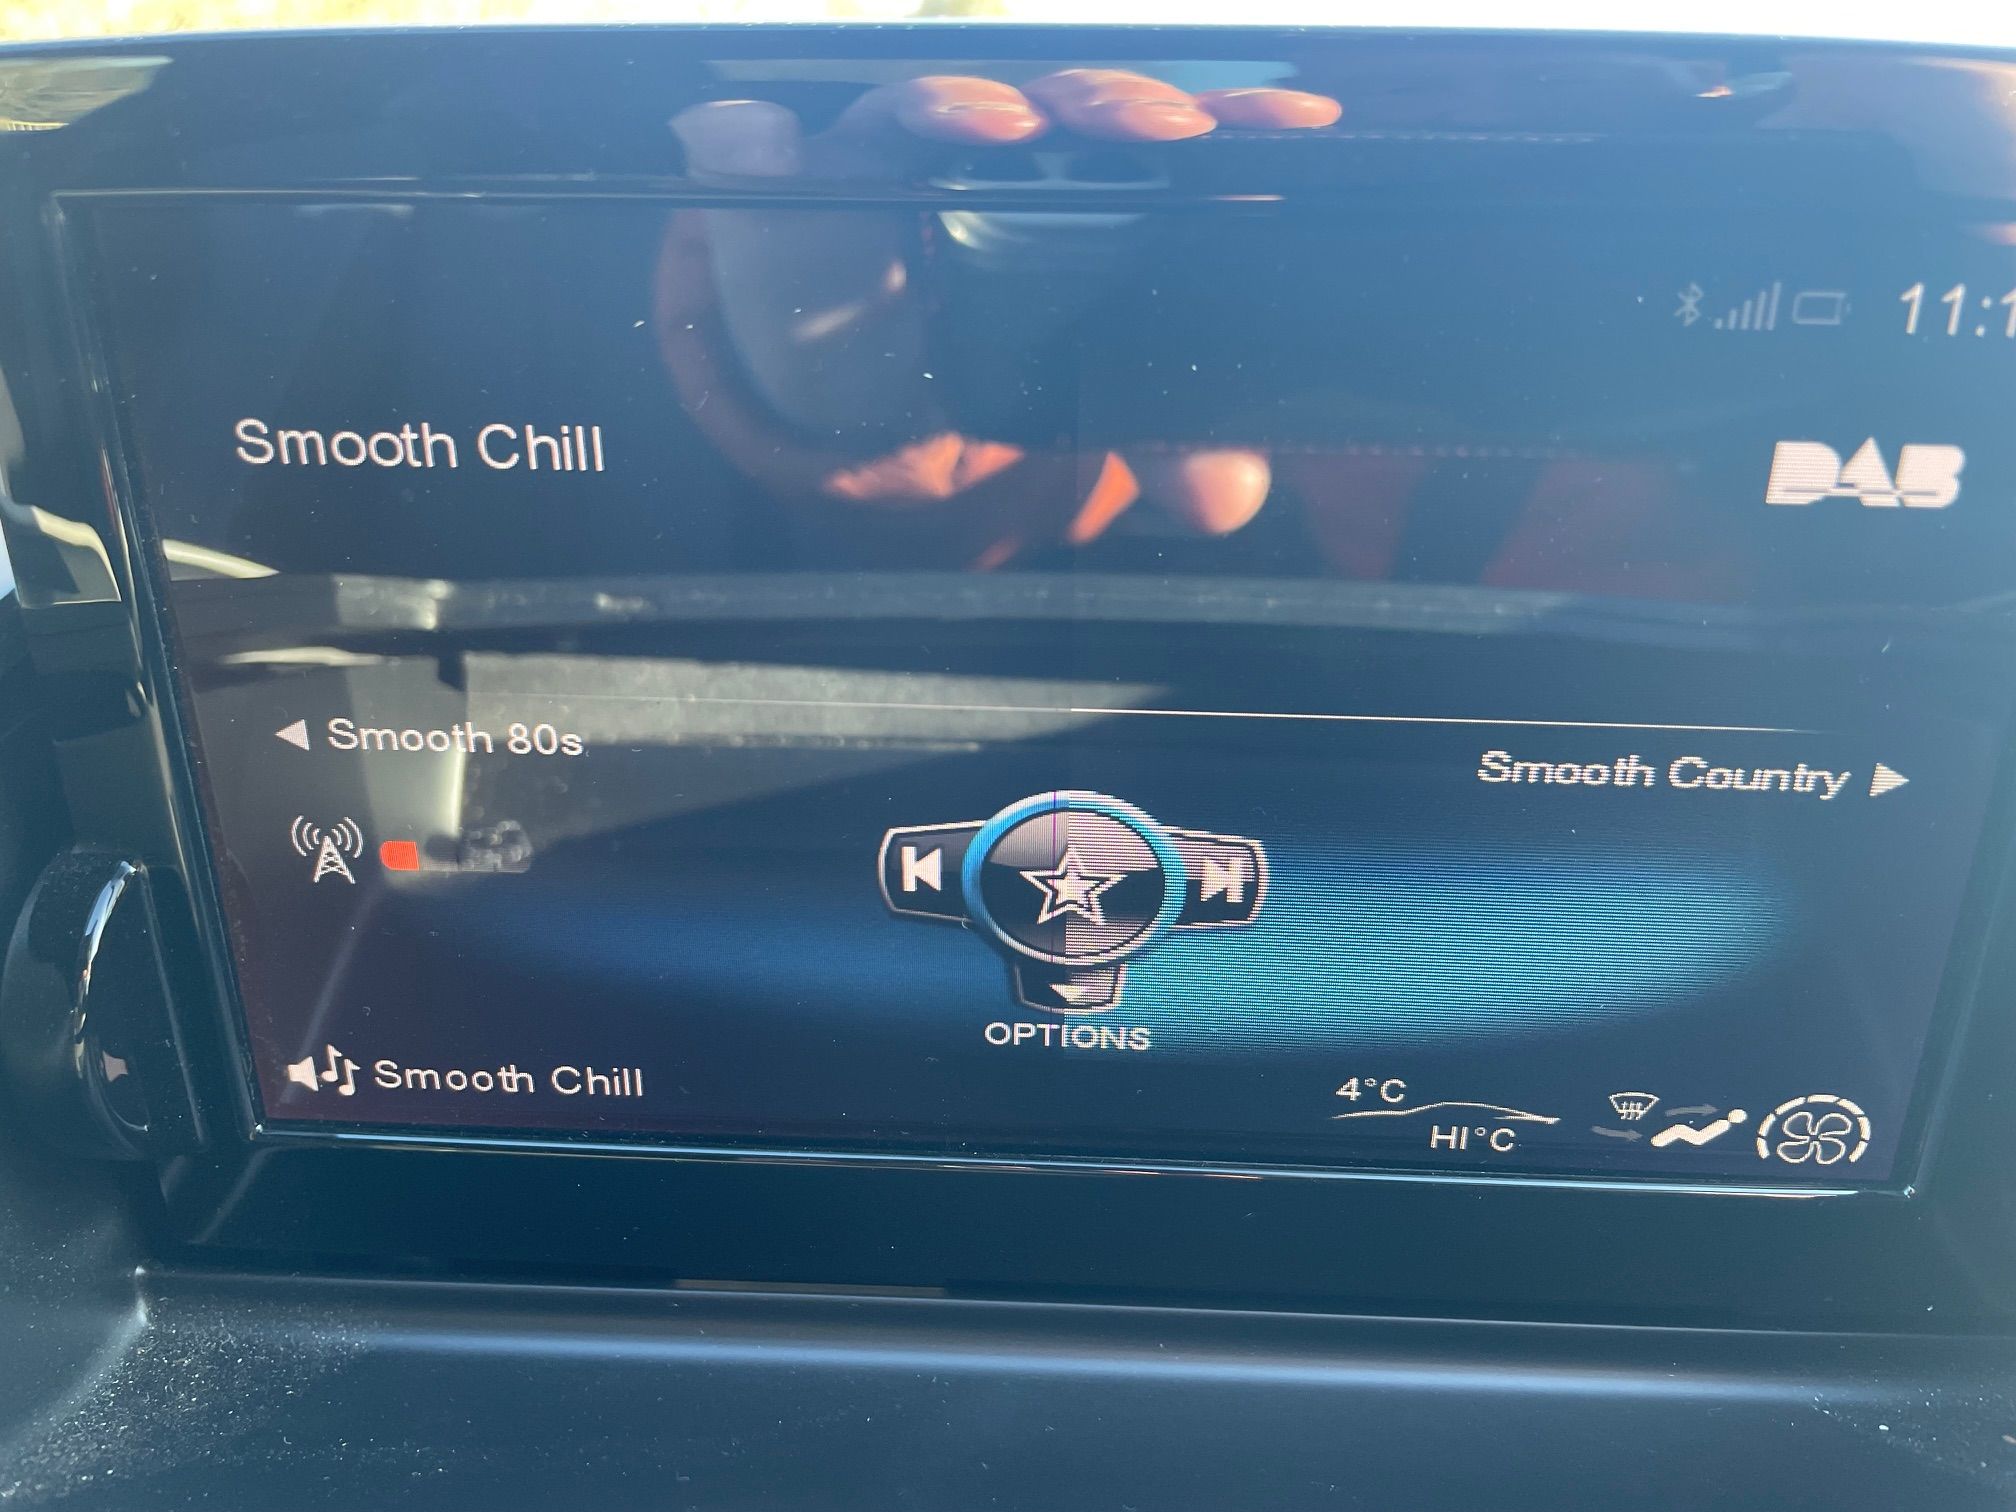 11:1
Smooth Chill
DAB
Smooth 80s
Smooth Country
OPTIONS
Smooth Chill
4°C
HI°C